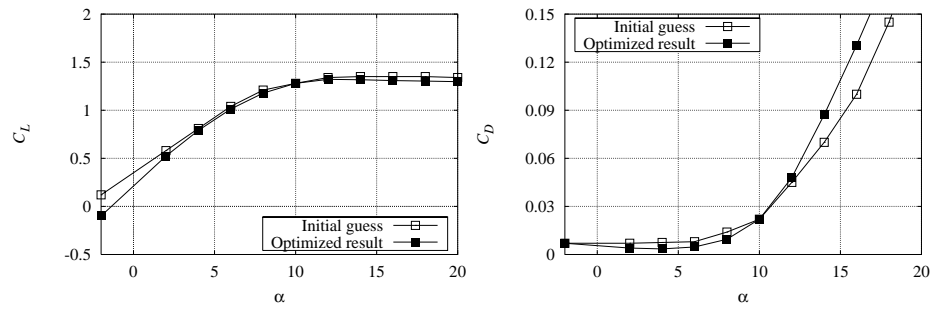 2
1.5
1
0.5
0
-0.5
C_L
0 5 10 15 20
α
Initial guess
Optimized result
0.15
0.12
0.09
0.06
0.03
0
C_D
0 5 10 15 20
α
Initial guess
Optimized result